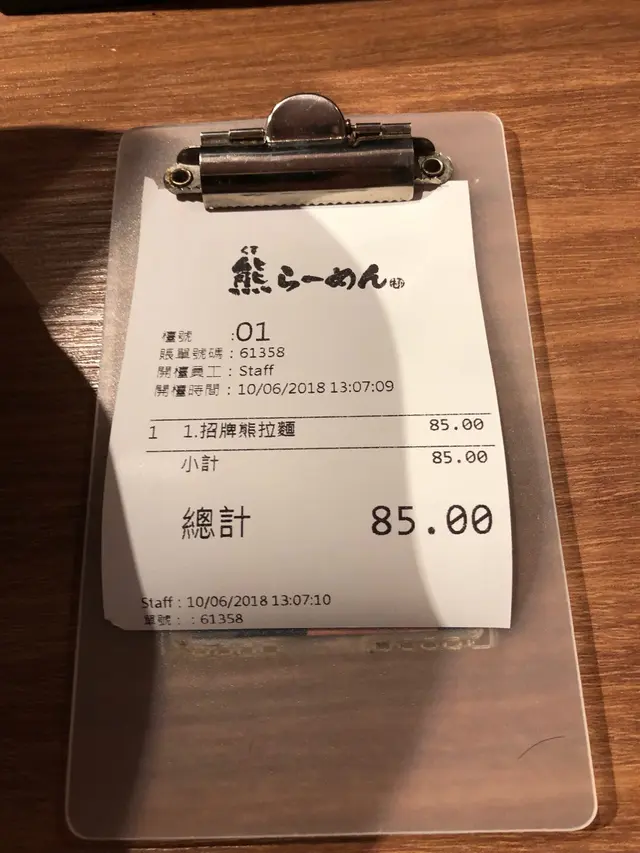 くす
熊らーめん
檯號 :01
賬單號碼 : 61358
開檯員工 : Staff
開檯時間 : 10/06/2018 13:07:09
1 1.招牌熊拉麵 85.00
小計 85.00
總計 85.00
Staff : 10/06/2018 13:07:10
單號 : : 61358